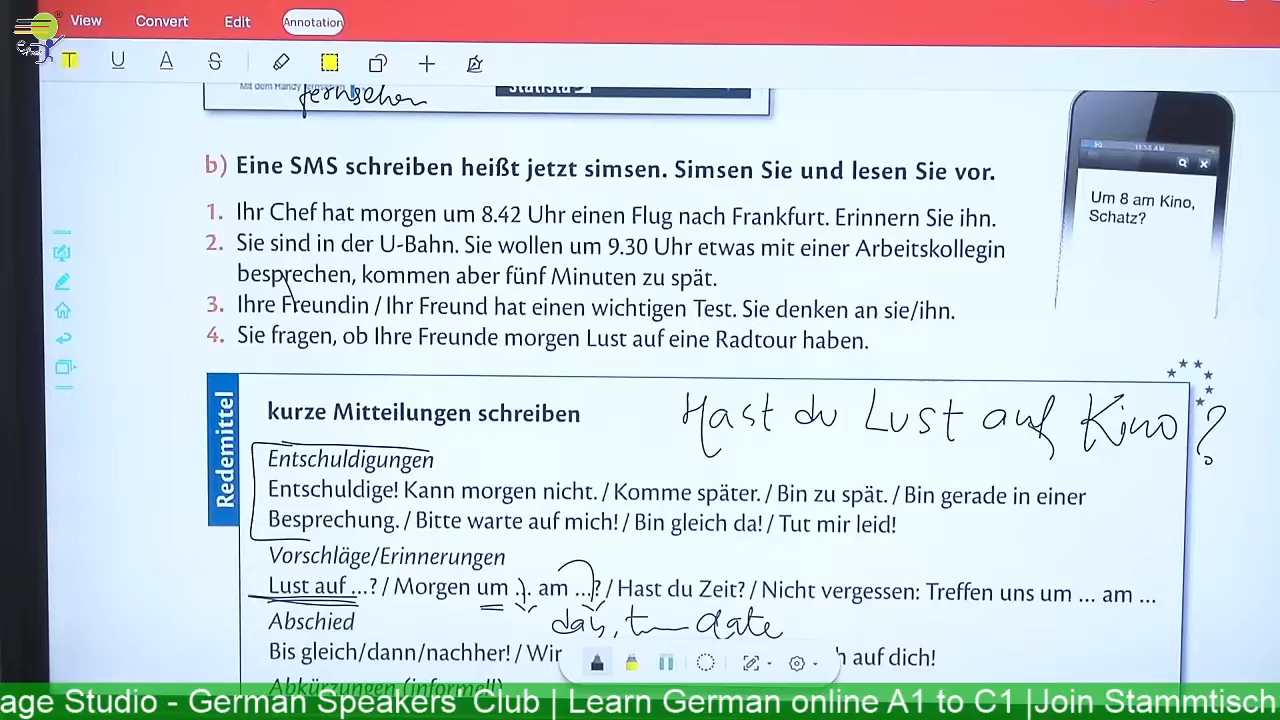 View Convert Edit Annotation
T U A S
Mit dem Handy
fernsehen
statista
b) Eine SMS schreiben heißt jetzt simsen. Simsen Sie und lesen Sie vor.
1. Ihr Chef hat morgen um 8.42 Uhr einen Flug nach Frankfurt. Erinnern Sie ihn.
2. Sie sind in der U-Bahn. Sie wollen um 9.30 Uhr etwas mit einer Arbeitskollegin
besprechen, kommen aber fünf Minuten zu spät.
3. Ihre Freundin / Ihr Freund hat einen wichtigen Test. Sie denken an sie/ihn.
4. Sie fragen, ob Ihre Freunde morgen Lust auf eine Radtour haben.
Um 8 am Kino,
Schatz?
Redemittel
kurze Mitteilungen schreiben
Hast du Lust auf Kino?
Entschuldigungen
Entschuldige! Kann morgen nicht. / Komme später. / Bin zu spät. / Bin gerade in einer
Besprechung. / Bitte warte auf mich! / Bin gleich da! / Tut mir leid!
Vorschläge/Erinnerungen
Lust auf ...? / Morgen um ... am ...? / Hast du Zeit? / Nicht vergessen: Treffen uns um ... am ...
Abschied
date
Bis gleich/dann/nachher! / Wir
auf dich!
Abkürzungen (informell)
age Studio - German Speakers' Club | Learn German online A1 to C1 |Join Stammtisch